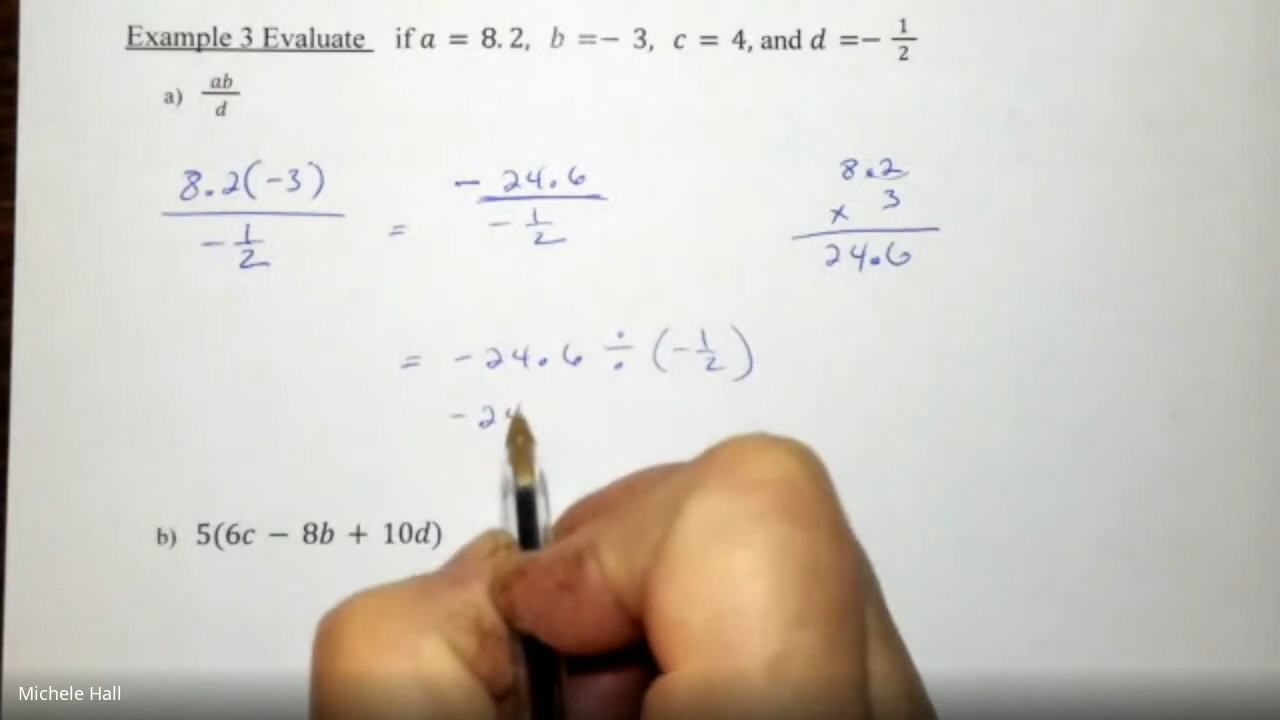 Example 3 Evaluate if a = 8.2, b =− 3, c = 4, and d =− 1/2
a) ab/d
8.2(-3)/-1/2 = -24.6/-1/2
8.2
x 3
24.6
= -24.6 ÷ (-1/2)
-24
b) 5(6c − 8b + 10d)
Michele Hall